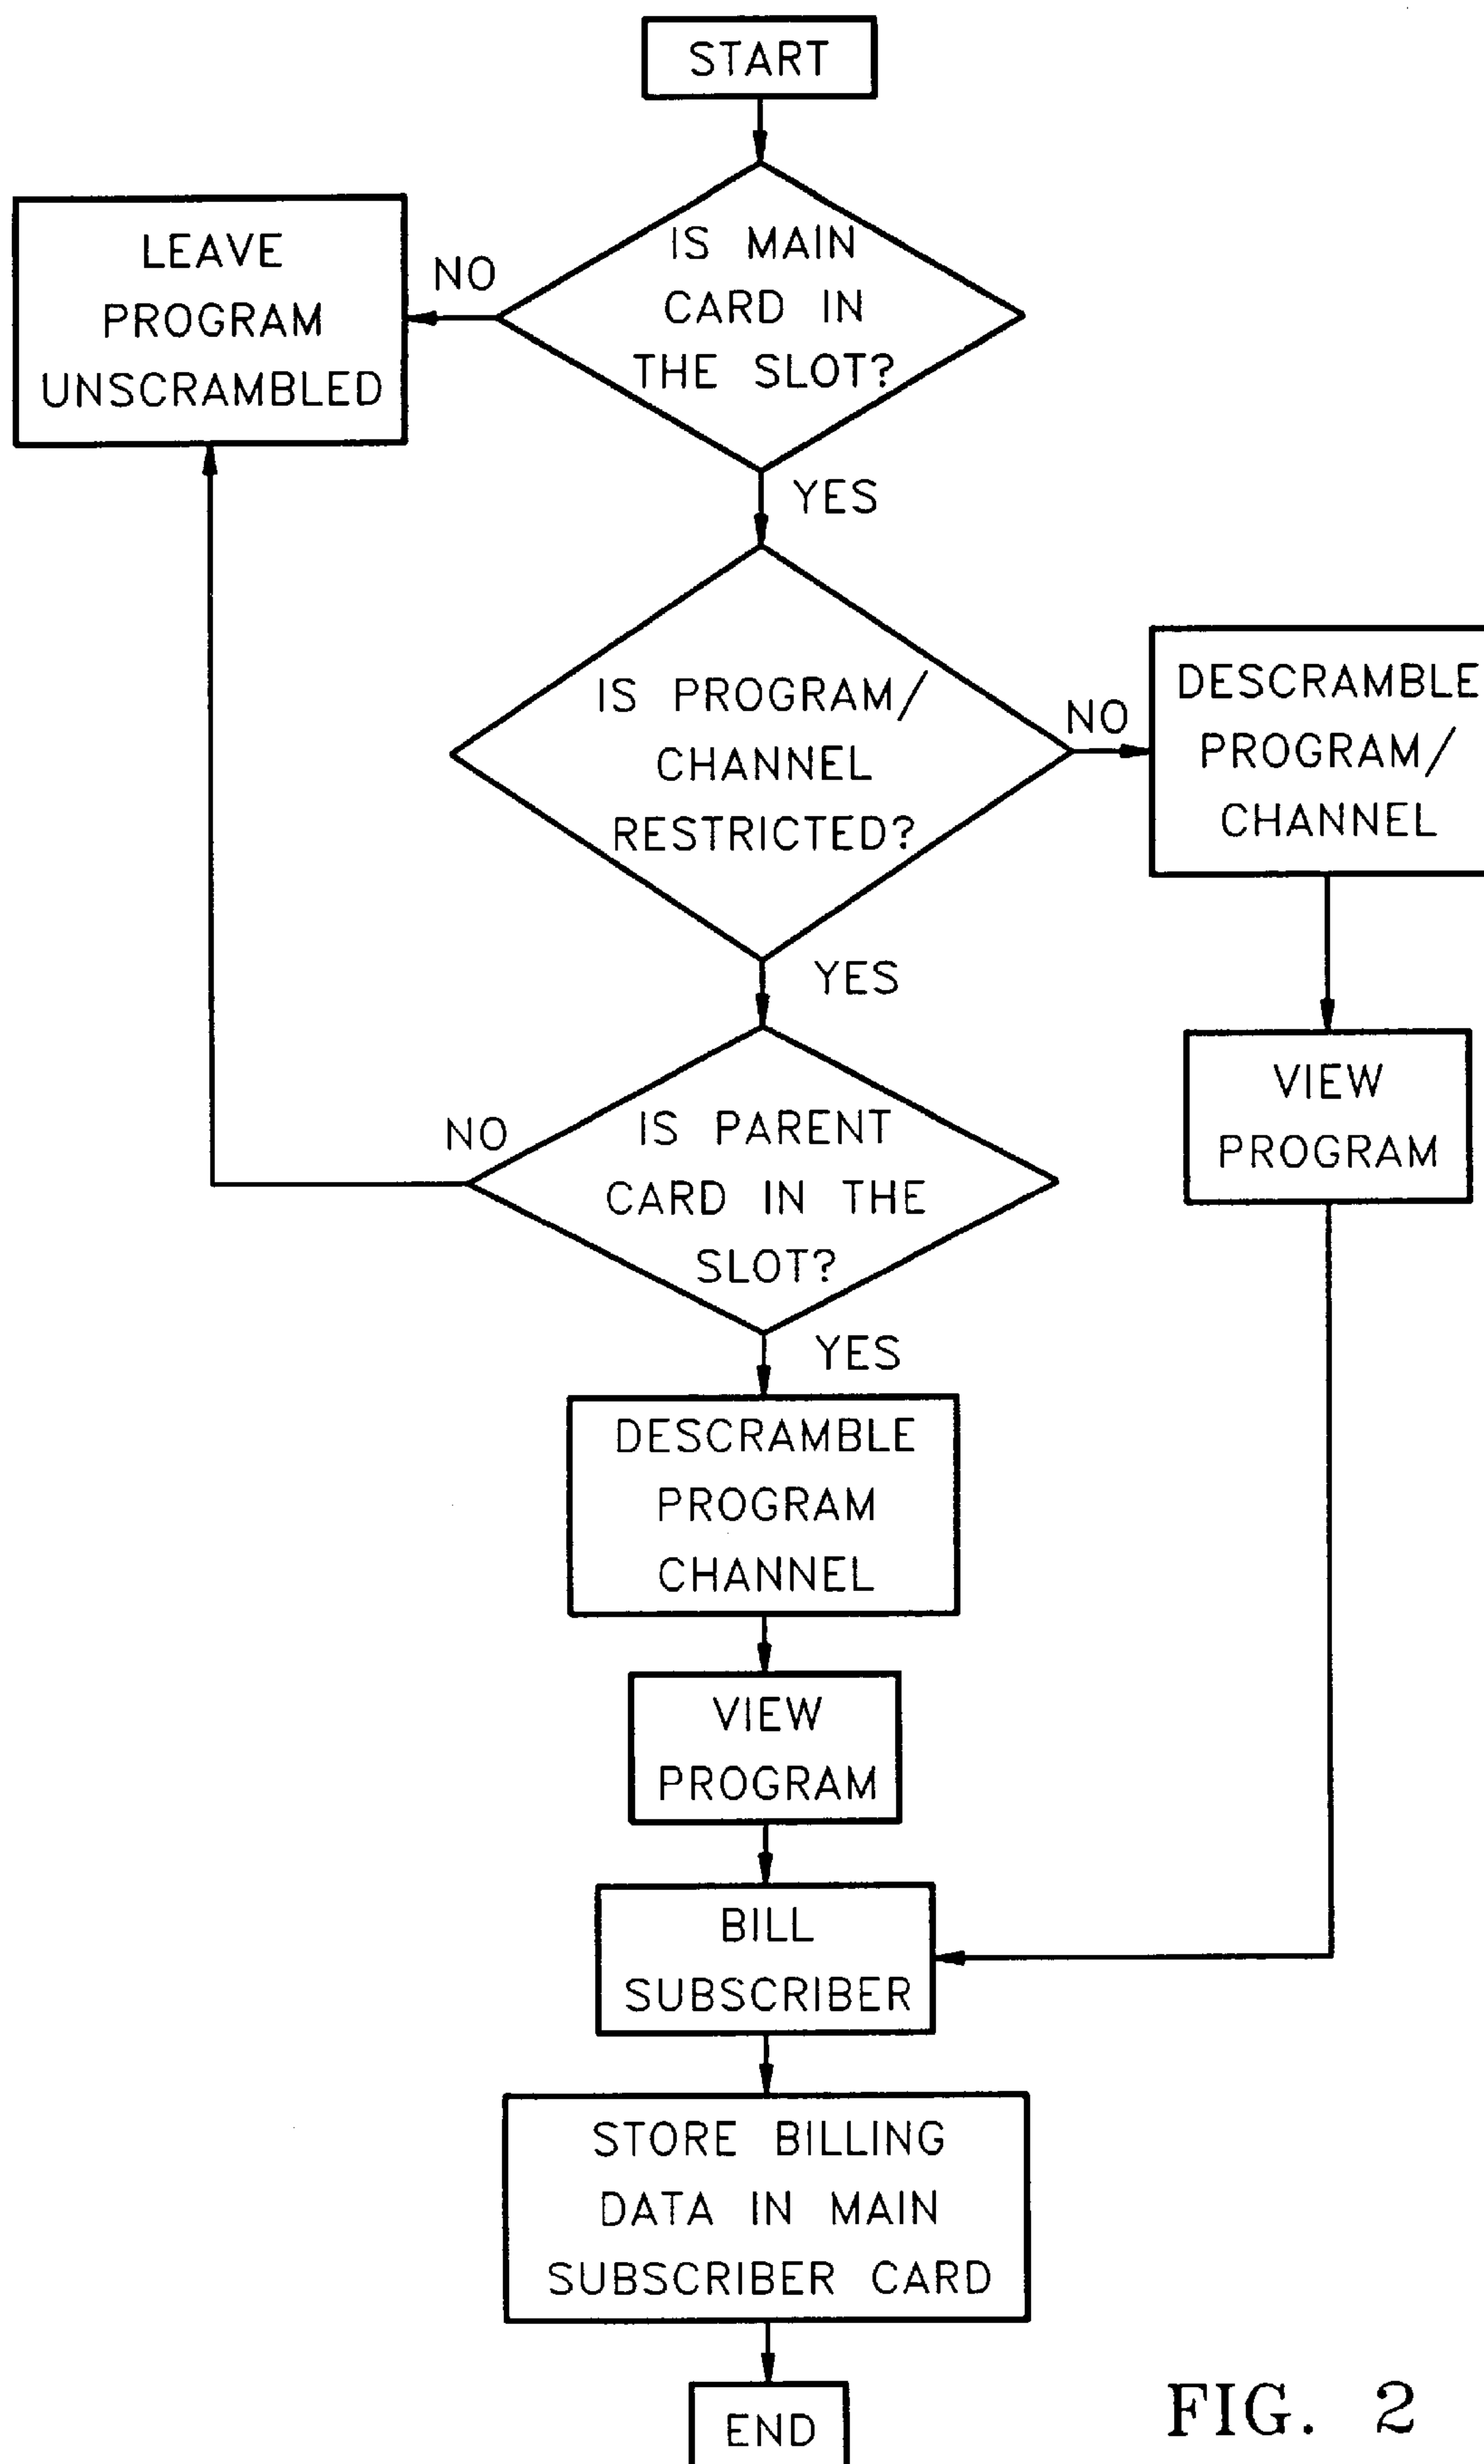 START
IS MAIN
CARD IN
THE SLOT?
NO
LEAVE
PROGRAM
UNSCRAMBLED
YES
IS PROGRAM/
CHANNEL
RESTRICTED?
NO
DESCRAMBLE
PROGRAM/
CHANNEL
VIEW
PROGRAM
YES
IS PARENT
CARD IN THE
SLOT?
NO
YES
DESCRAMBLE
PROGRAM
CHANNEL
VIEW
PROGRAM
BILL
SUBSCRIBER
STORE BILLING
DATA IN MAIN
SUBSCRIBER CARD
END
FIG. 2